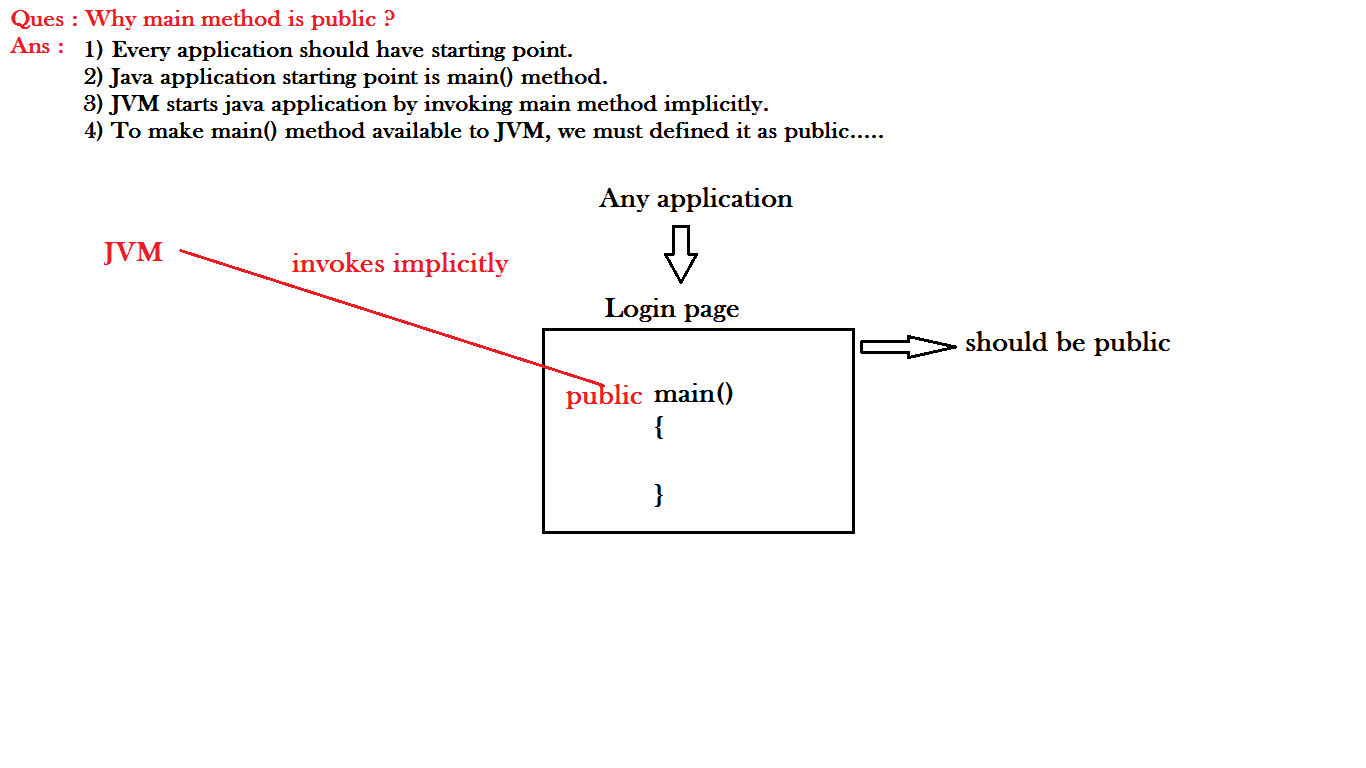 Ques : Why main method is public ?
Ans : 1) Every application should have starting point.
2) Java application starting point is main() method.
3) JVM starts java application by invoking main method implicitly.
4) To make main() method available to JVM, we must defined it as public.....
Any application
JVM
invokes implicitly
Login page
should be public
public main()
{
}